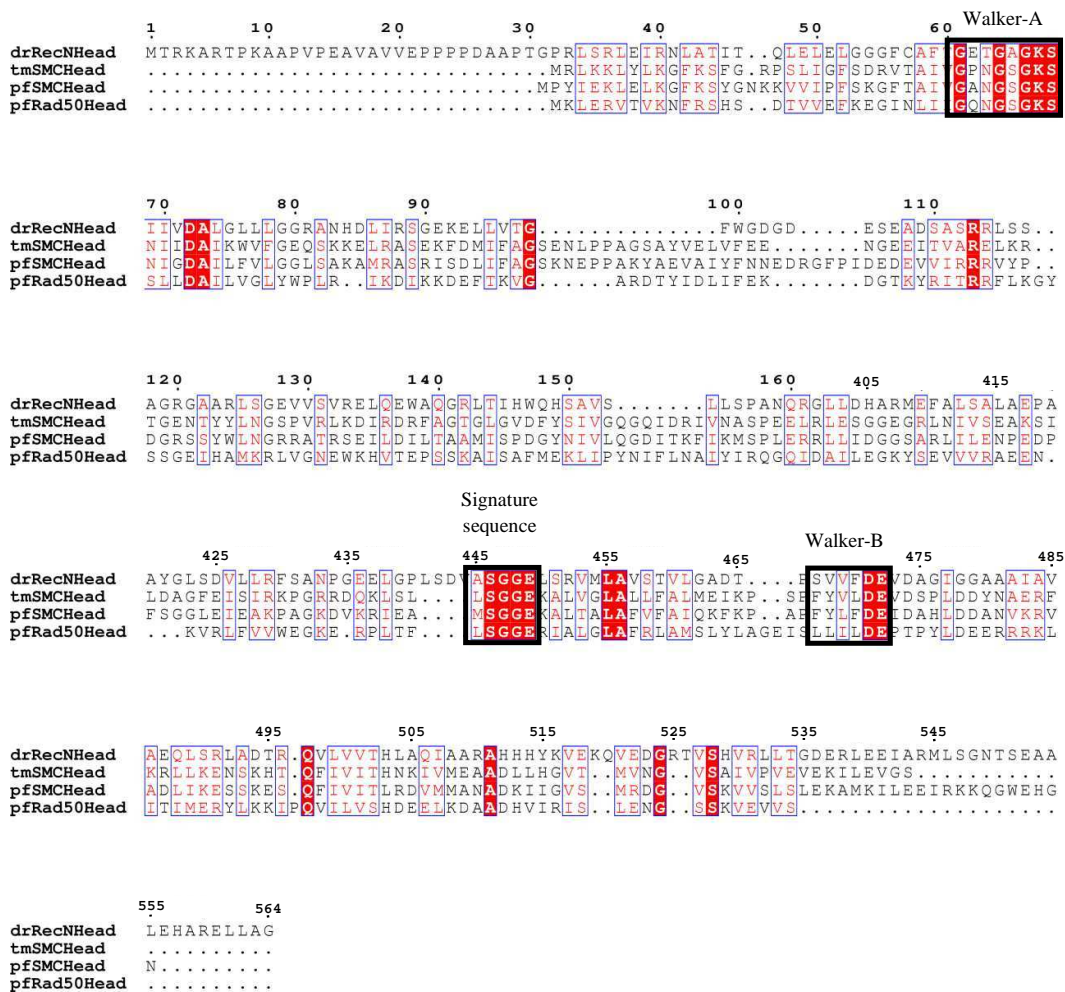 Walker-A
1 10 20 30 40 50 60
drRecNHead MTRKARTPKAAPVPEAVAVVEPPPPDAAPTGPRLSRLEIRNLATIT..QLELELGGGFCAFTGETGAGKS
tmSMCHead ...............................MRLKKLYLKGFKSFG.RPSLIGFSDRVTAIVGPNGSGKS
pfSMCHead ..............................MPYIEKLELKGFKSYGNKKVVIPFSKGFTAIVGANGSGKS
pfRad50Head ...............................MKLERVTVKNFRSHS..DTVVEFKEGINLIIGQNGSGKS
70 80 90 100 110
drRecNHead IIVDALGLLLGGRANHDLIRSGEKELLVTG..............FWGDGD.....ESEADSASRRLSS..
tmSMCHead NIIDAIKWVFGEQSKKELRASEKFDMIFAGSENLPPAGSAYVELVFEE.......NGEEITVARELKR..
pfSMCHead NIGDAILFVLGGLSAKAMRASRISDLIFAGSKNEPPAKYAEVAIYFNNEDRGFPIDEDEVVIRRRVYP..
pfRad50Head SLLDAILVGLYWPLR..IKDIKKDEFTKVG......ARDTYIDLIFEK.......DGTKYRITRRFLKGY
120 130 140 150 160 405 415
drRecNHead AGRGAARLSGEVVSVRELQEWAQGRLTIHWQHSAVS.......LLSPANQRGLLDHARMEFALSALAEPA
tmSMCHead TGENTYYLNGSPVRLKDIRDRFAGTGLGVDFYSIVGQGQIDRIVNASPEELRLESGGEGRLNIVSEAKSI
pfSMCHead DGRSSYWLNGRRATRSEILDILTAAMISPDGYNIVLQGDITKFIKMSPLERRLLIDGGSARLILENPEDP
pfRad50Head SSGEIHAMKRLVGNEWKHVTEPSSKAISAFMEKLIPYNIFLNAIYIRQGQIDAILEGKYSEVVVRAEEN.
Signature
sequence
Walker-B
425 435 445 455 465 475 485
drRecNHead AYGLSDVLLRFSANPGEELGPLSDVASGGELSRVMLAVSTVLGADT...PSVVFDEVDAGIGGAAAIAV
tmSMCHead LDAGFEISIRKPGRRDQKLSL....LSGGEKALVGLALLFALMEIKP..SPFYVLDEVDSPLDDYNAERF
pfSMCHead FSGGLEIEAKPAGKDVKRIEA....MSGGEKALTALAFVFAIQKFKP..APFYLFDEIDAHLDDANVKRV
pfRad50Head ...KVRLFVVWEGKE.RPLTF....LSGGERIALGLAFRLAMSLYLAGEISLLILDEPTPYLDEERRRKL
495 505 515 525 535 545
drRecNHead AEQLSRLADTR.QVLVVTHLAQIAARAHHHYKVEKQVEDGRTVSHVRLLTGDERLEEIARMLSGNTSEAA
tmSMCHead KRLLKENSKHT.QFIVITHNKIVMEAADLLHGVT..MVNG..VSAIVPVEVEKILEVGS...........
pfSMCHead ADLIKESSKES.QFIVITLRDVMMANADKIIGVS..MRDG..VSKVVSLSLEKAMKILEEIRKKQGWEHG
pfRad50Head ITIMERYLKKIPQVILVSHDEELKDAADHVIRIS..LENG..SSKVEVVS....................
555 564
drRecNHead LEHARELLAG
tmSMCHead ..........
pfSMCHead N.........
pfRad50Head ..........